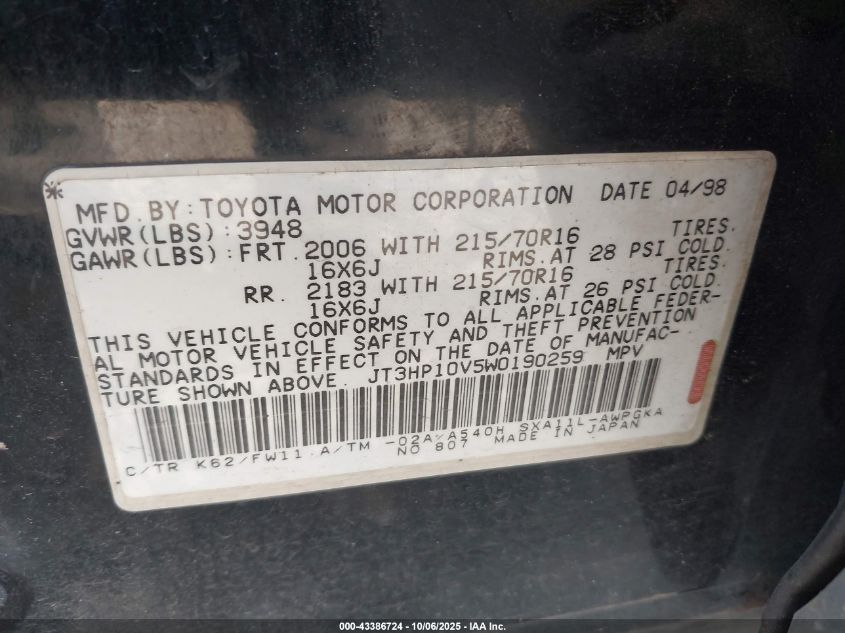 * MFD. BY: TOYOTA MOTOR CORPORATION DATE 04/98
GVWR(LBS): 3948
GAWR(LBS): FRT. 2006 WITH 215/70R16 TIRES.
16X6J RIMS.AT 28 PSI COLD.
RR. 2183 WITH 215/70R16 TIRES.
16X6J RIMS.AT 26 PSI COLD.
THIS VEHICLE CONFORMS TO ALL APPLICABLE FEDER-
AL MOTOR VEHICLE SAFETY AND THEFT PREVENTION
STANDARDS IN EFFECT ON THE DATE OF MANUFAC-
TURE SHOWN ABOVE. JT3HP10V5W0190259 MPV
C/TR K62/FW11 A/TM -02A/A540H SXA11L-AWPGKA
NO 807 MADE IN JAPAN
000-43386724 - 10/06/2025 - IAA Inc.